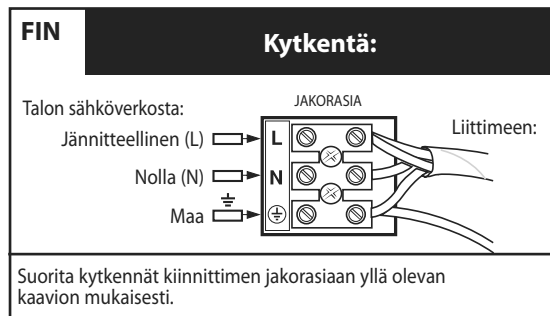 FIN
Kytkentä:
JAKORASIA
Talon sähköverkosta:
Liittimeen:
Jännitteellinen (L)
L
Nolla (N)
N
Maa
Suorita kytkennät kiinnittimen jakorasiaan yllä olevan
kaavion mukaisesti.